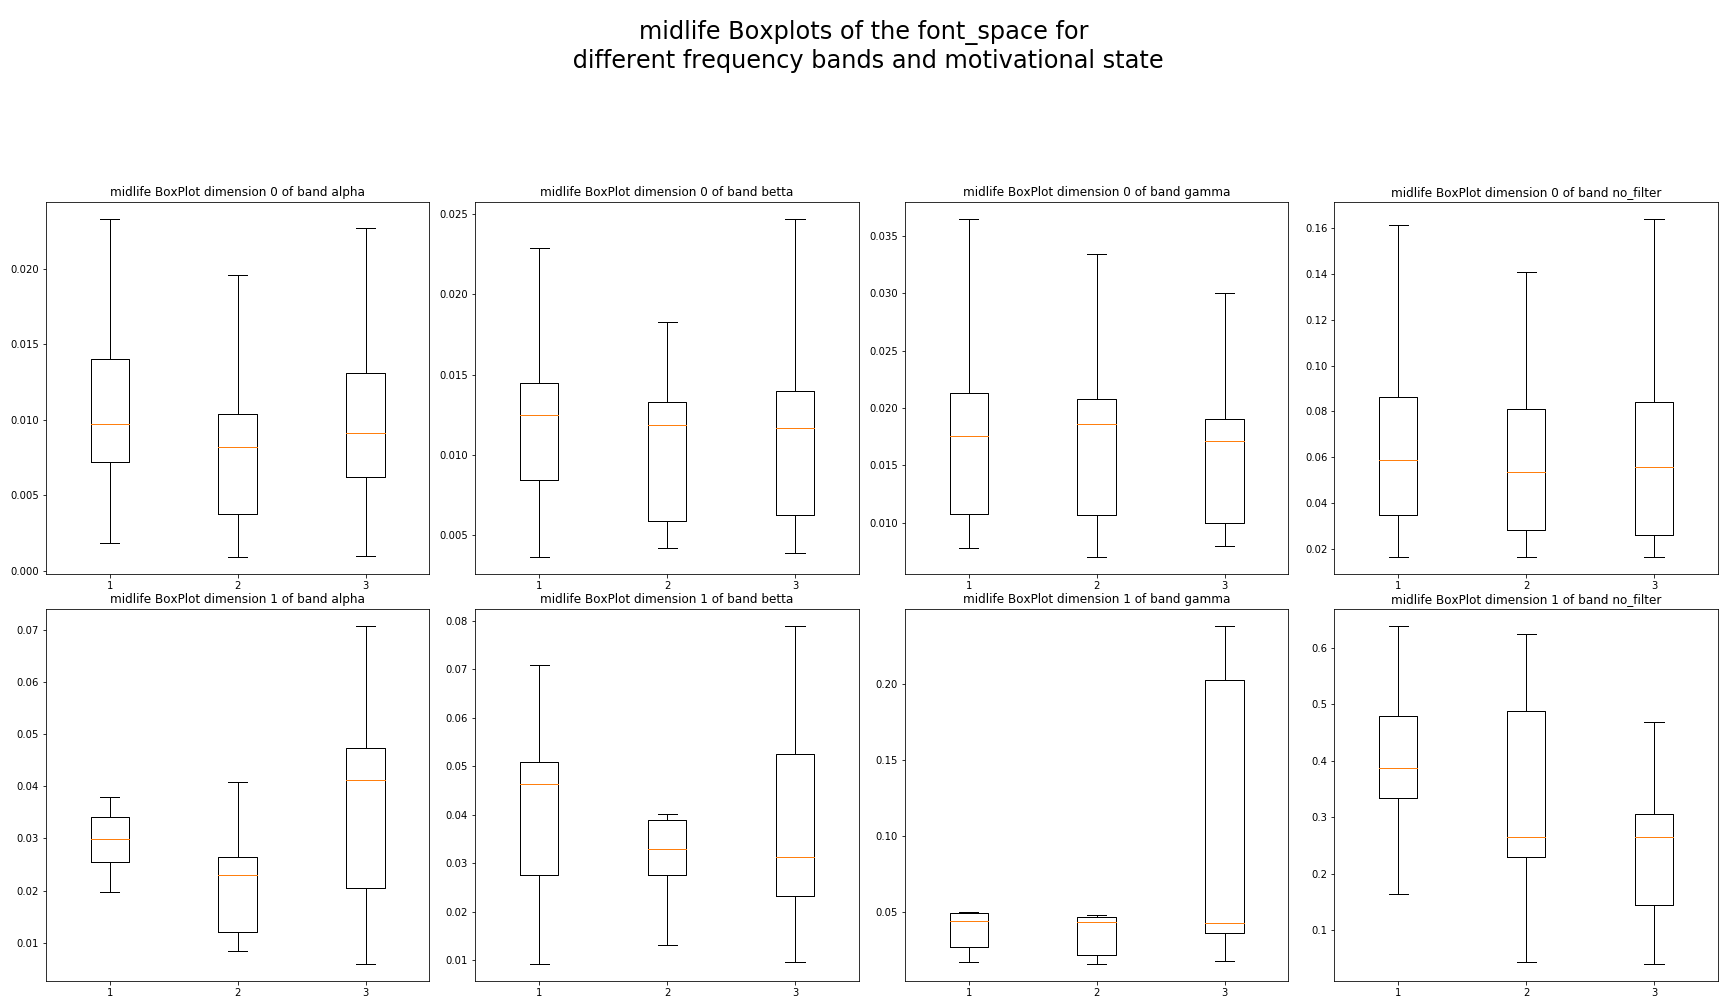 midlife Boxplots of the font_space for
different frequency bands and motivational state
midlife BoxPlot dimension 0 of band alpha
0.020
0.015
0.010
0.005
0.000
1 2 3
midlife BoxPlot dimension 0 of band betta
0.025
0.020
0.015
0.010
0.005
1 2 3
midlife BoxPlot dimension 0 of band gamma
0.035
0.030
0.025
0.020
0.015
0.010
1 2 3
midlife BoxPlot dimension 0 of band no_filter
0.16
0.14
0.12
0.10
0.08
0.06
0.04
0.02
1 2 3
midlife BoxPlot dimension 1 of band alpha
0.07
0.06
0.05
0.04
0.03
0.02
0.01
1 2 3
midlife BoxPlot dimension 1 of band betta
0.08
0.07
0.06
0.05
0.04
0.03
0.02
0.01
1 2 3
midlife BoxPlot dimension 1 of band gamma
0.20
0.15
0.10
0.05
1 2 3
midlife BoxPlot dimension 1 of band no_filter
0.6
0.5
0.4
0.3
0.2
0.1
1 2 3